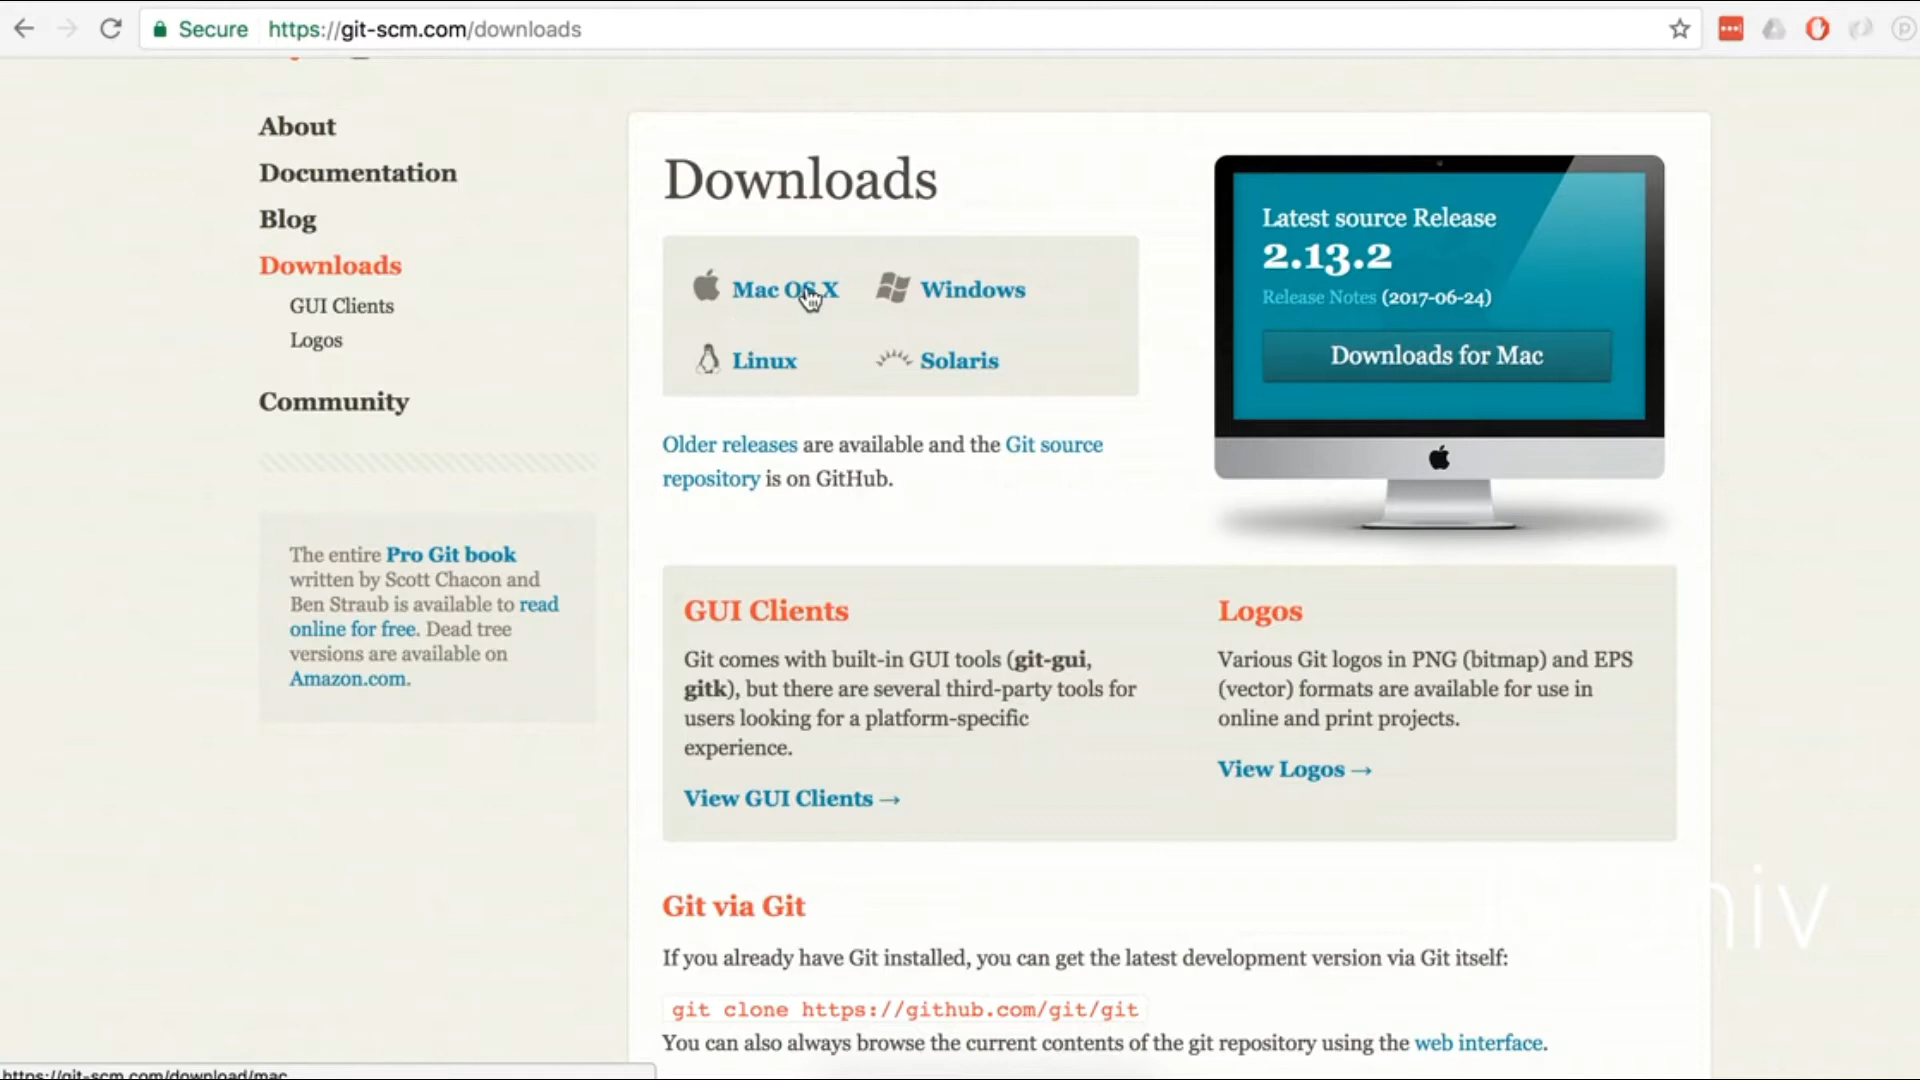 Secure https://git-scm.com/downloads
About
Documentation
Blog
Downloads
GUI Clients
Logos
Community
The entire Pro Git book
written by Scott Chacon and
Ben Straub is available to read
online for free. Dead tree
versions are available on
Amazon.com.
Downloads
Mac OS X Windows
Linux Solaris
Older releases are available and the Git source
repository is on GitHub.
Latest source Release
2.13.2
Release Notes (2017-06-24)
Downloads for Mac
GUI Clients
Git comes with built-in GUI tools (git-gui,
gitk), but there are several third-party tools for
users looking for a platform-specific
experience.
View GUI Clients →
Logos
Various Git logos in PNG (bitmap) and EPS
(vector) formats are available for use in
online and print projects.
View Logos →
Git via Git
If you already have Git installed, you can get the latest development version via Git itself:
git clone https://github.com/git/git
You can also always browse the current contents of the git repository using the web interface.
https://git-scm.com/download/mac